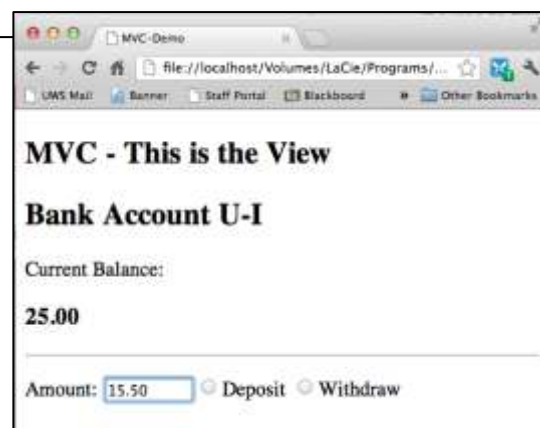 MVC-Demo
file://localhost/Volumes/LaCie/Programs/...
UWS Mail Banner Staff Portal Blackboard » Other Bookmarks
MVC - This is the View
Bank Account U-I
Current Balance:
25.00
Amount: 15.50 Deposit Withdraw